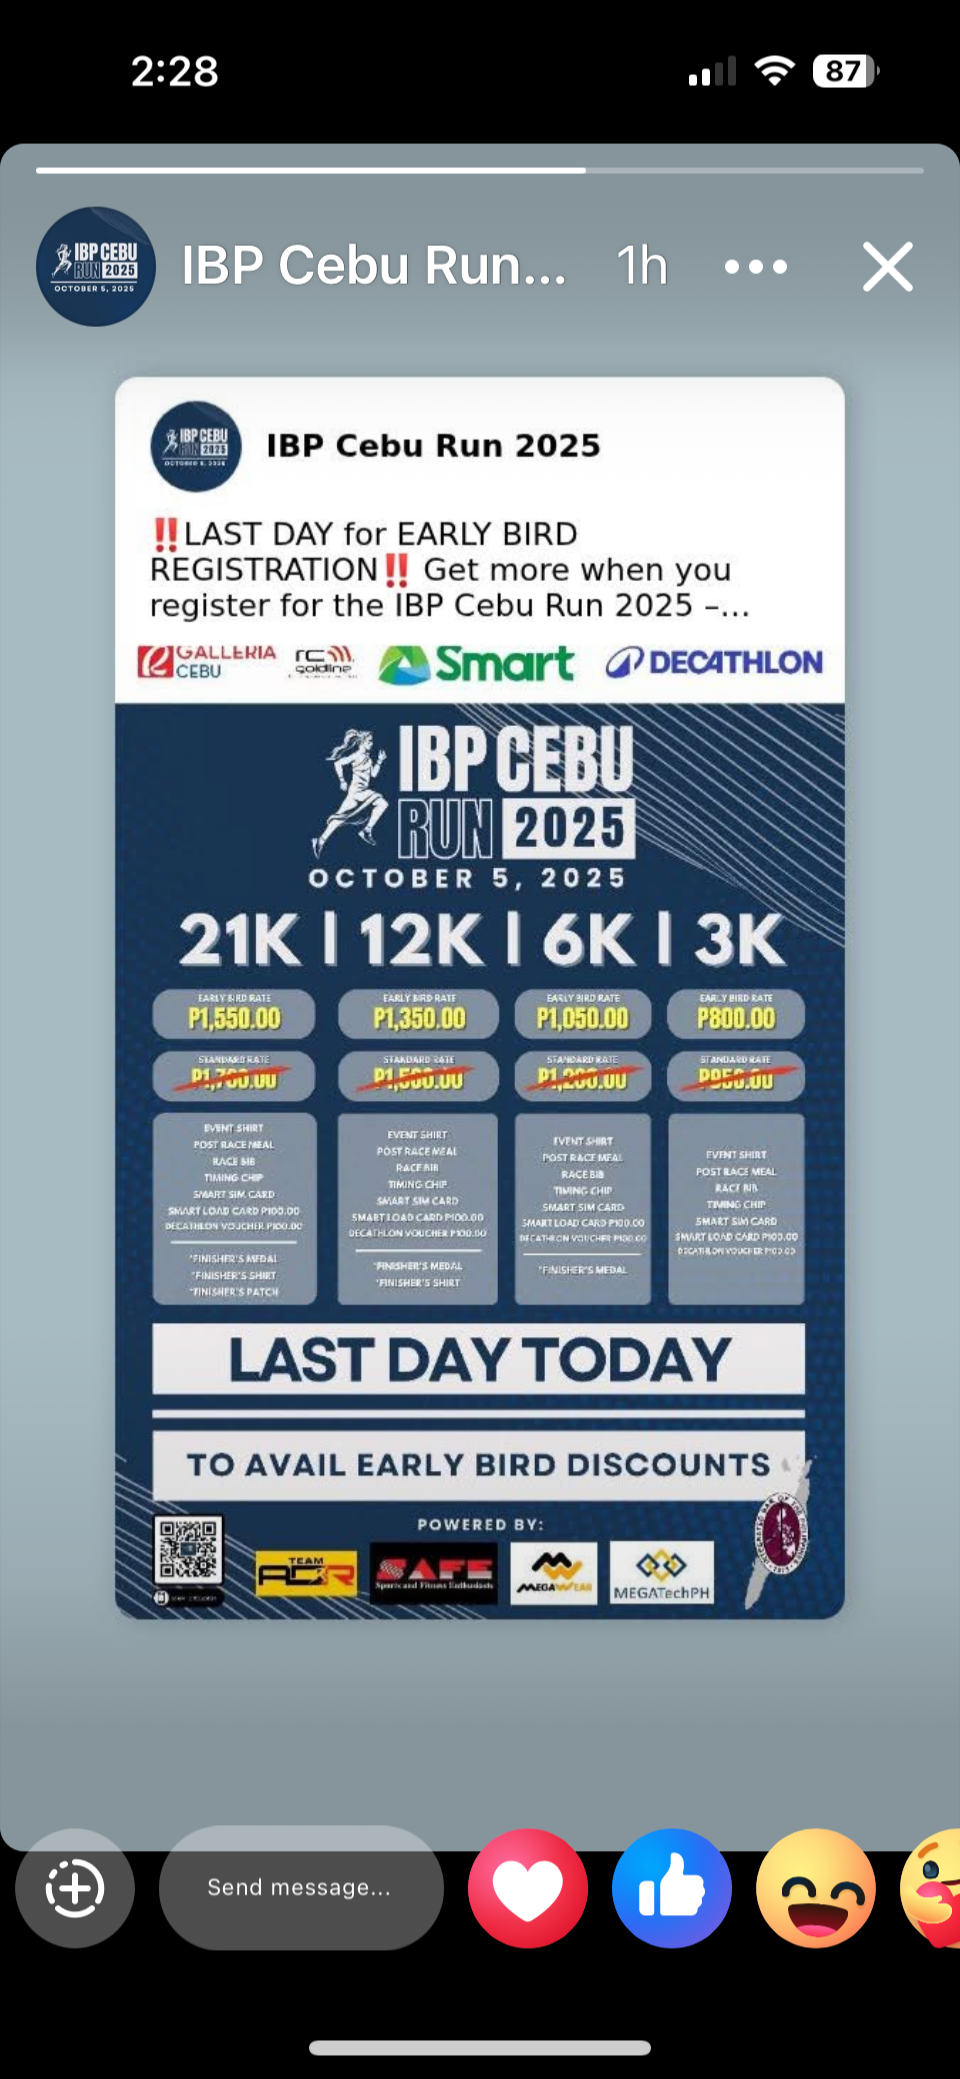 2:28
87
IBP CEBU
RUN 2025
OCTOBER 5, 2025
IBP Cebu Run... 1h
IBP CEBU
RUN 2025
OCTOBER 5, 2025
IBP Cebu Run 2025
‼️LAST DAY for EARLY BIRD
REGISTRATION‼️ Get more when you
register for the IBP Cebu Run 2025 –...
GALLERIA
CEBU
rc
goldline
Smart
DECATHLON
IBP CEBU
RUN 2025
OCTOBER 5, 2025
21K | 12K | 6K | 3K
EARLY BIRD RATE
P1,550.00
EARLY BIRD RATE
P1,350.00
EARLY BIRD RATE
P1,050.00
EARLY BIRD RATE
P800.00
STANDARD RATE
P1,700.00
STANDARD RATE
P1,500.00
STANDARD RATE
P1,200.00
STANDARD RATE
P950.00
EVENT SHIRT
POST RACE MEAL
RACE BIB
TIMING CHIP
SMART SIM CARD
SMART LOAD CARD P100.00
DECATHLON VOUCHER P100.00
*FINISHER'S MEDAL
*FINISHER'S SHIRT
*FINISHER'S PATCH
EVENT SHIRT
POST RACE MEAL
RACE BIB
TIMING CHIP
SMART SIM CARD
SMART LOAD CARD P100.00
DECATHLON VOUCHER P100.00
*FINISHER'S MEDAL
*FINISHER'S SHIRT
EVENT SHIRT
POST RACE MEAL
RACE BIB
TIMING CHIP
SMART SIM CARD
SMART LOAD CARD P100.00
DECATHLON VOUCHER P100.00
*FINISHER'S MEDAL
EVENT SHIRT
POST RACE MEAL
RACE BIB
TIMING CHIP
SMART SIM CARD
SMART LOAD CARD P100.00
DECATHLON VOUCHER P100.00
LAST DAY TODAY
TO AVAIL EARLY BIRD DISCOUNTS
POWERED BY:
TEAM
SAFE
Sports and Fitness Enthusiasts
MEGAWEAR
MEGATechPH
INTEGRATED BAR OF THE PHILIPPINES
Send message...